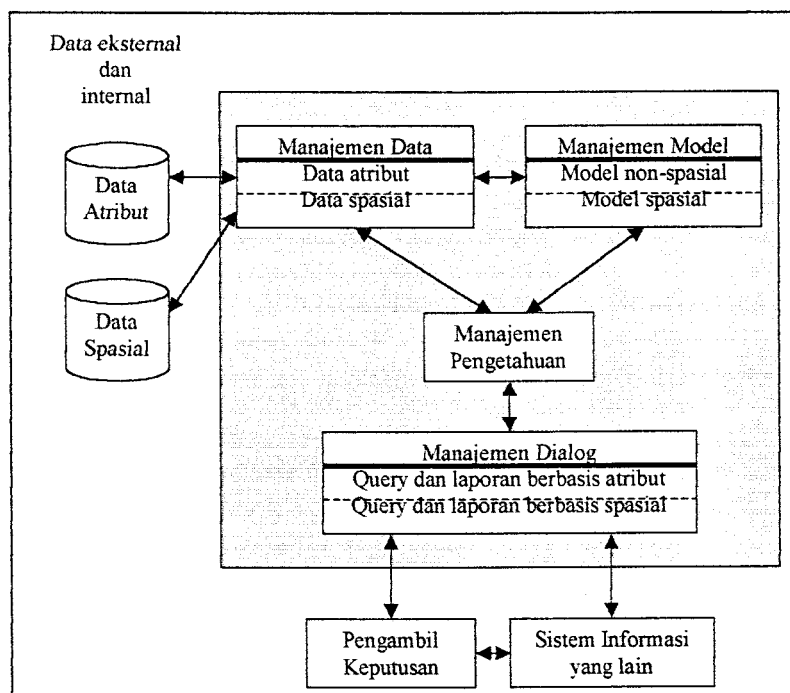 Data eksternal
dan
internal
Data
Atribut
Data
Spasial
Manajemen Data
Data atribut
Data spasial
Manajemen Model
Model non-spasial
Model spasial
Manajemen
Pengetahuan
Manajemen Dialog
Query dan laporan berbasis atribut
Query dan laporan berbasis spasial
Pengambil
Keputusan
Sistem Informasi
yang lain